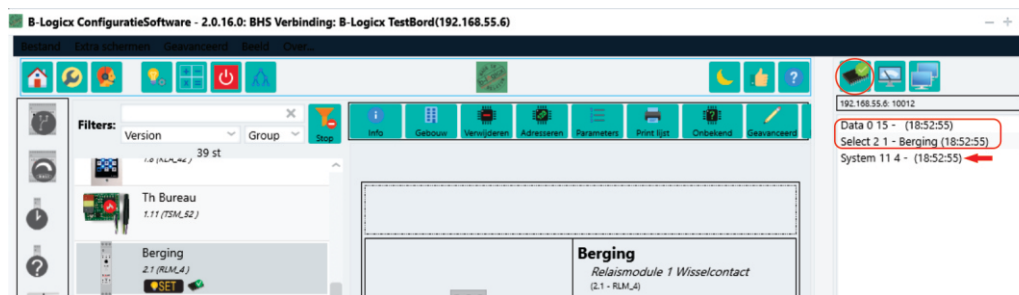 B-Logicx ConfiguratieSoftware - 2.0.16.0: BHS Verbinding: B-Logicx TestBord(192.168.55.6)
Bestand Extra schermen Geavanceerd Beeld Over...
Filters:
Version Group Stop
39 st
1.8 (KLM_42)
Th Bureau
1.11 (TSM_52)
Berging
2.1 (RLM_4)
SET
Info Gebouw Verwijderen Adresseren Parameters Print lijst Onbekend Geavanceerd
Berging
Relaismodule 1 Wisselcontact
(2.1 - RLM_4)
192.168.55.6: 10012
Data 0 15 - (18:52:55)
Select 2 1 - Berging (18:52:55)
System 11 4 - (18:52:55)